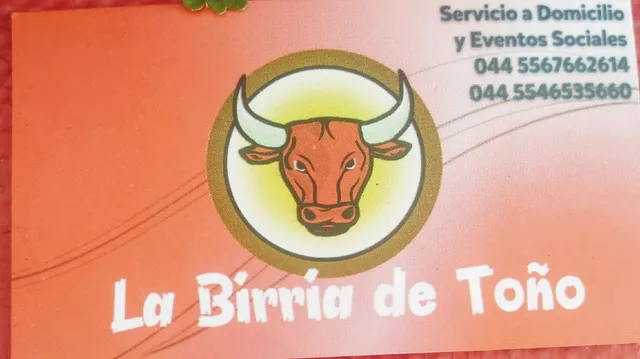 Servicio a Domicilio
y Eventos Sociales
044 5567662614
044 5546535660
La Birria de Toño